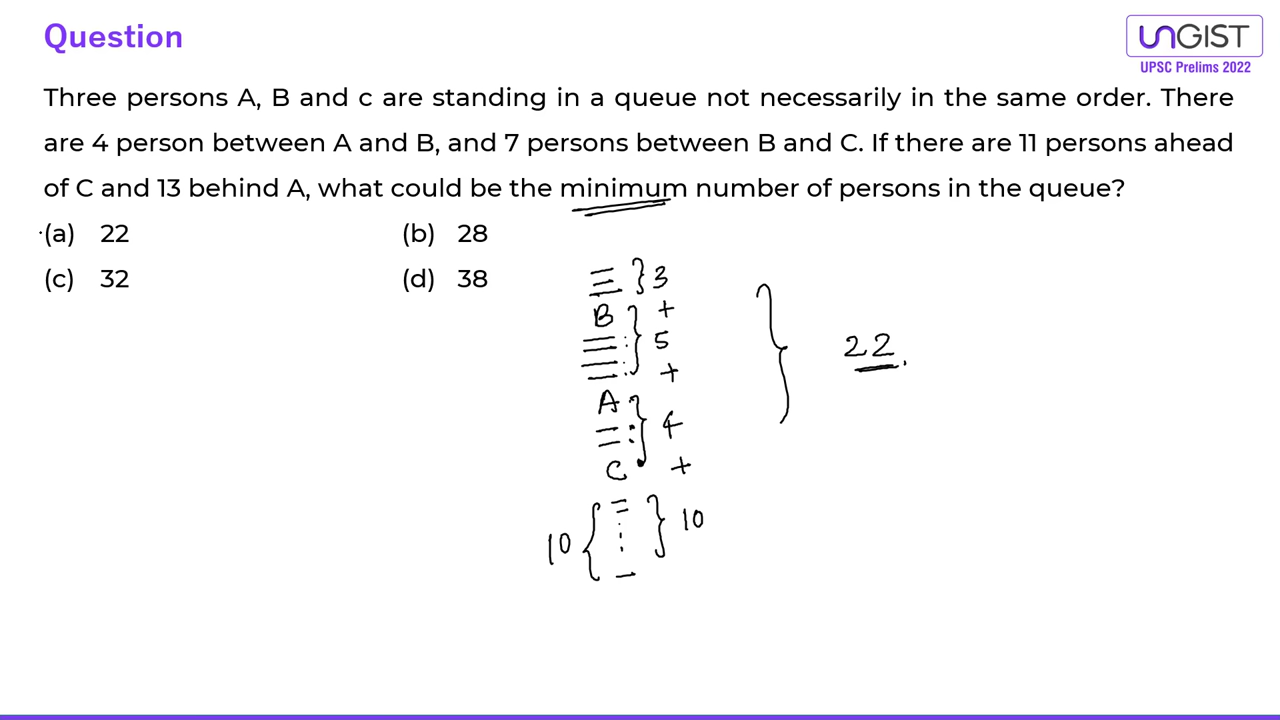 Question
UNGIST
UPSC Prelims 2022
Three persons A, B and c are standing in a queue not necessarily in the same order. There
are 4 person between A and B, and 7 persons between B and C. If there are 11 persons ahead
of C and 13 behind A, what could be the minimum number of persons in the queue?
(a) 22 (b) 28
(c) 32 (d) 38
3
B +
5
+
22.
A
4
C +
10 10